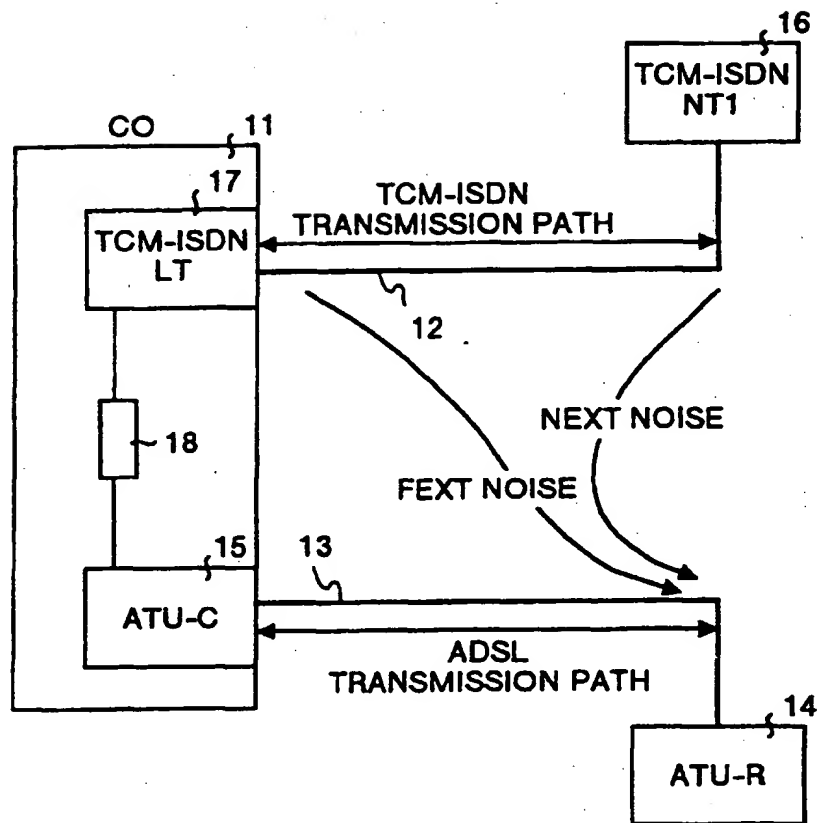 16
TCM-ISDN
NT1
CO
11
17
TCM-ISDN
LT
TCM-ISDN
TRANSMISSION PATH
12
18
NEXT NOISE
FEXT NOISE
15
ATU-C
13
ADSL
TRANSMISSION PATH
14
ATU-R